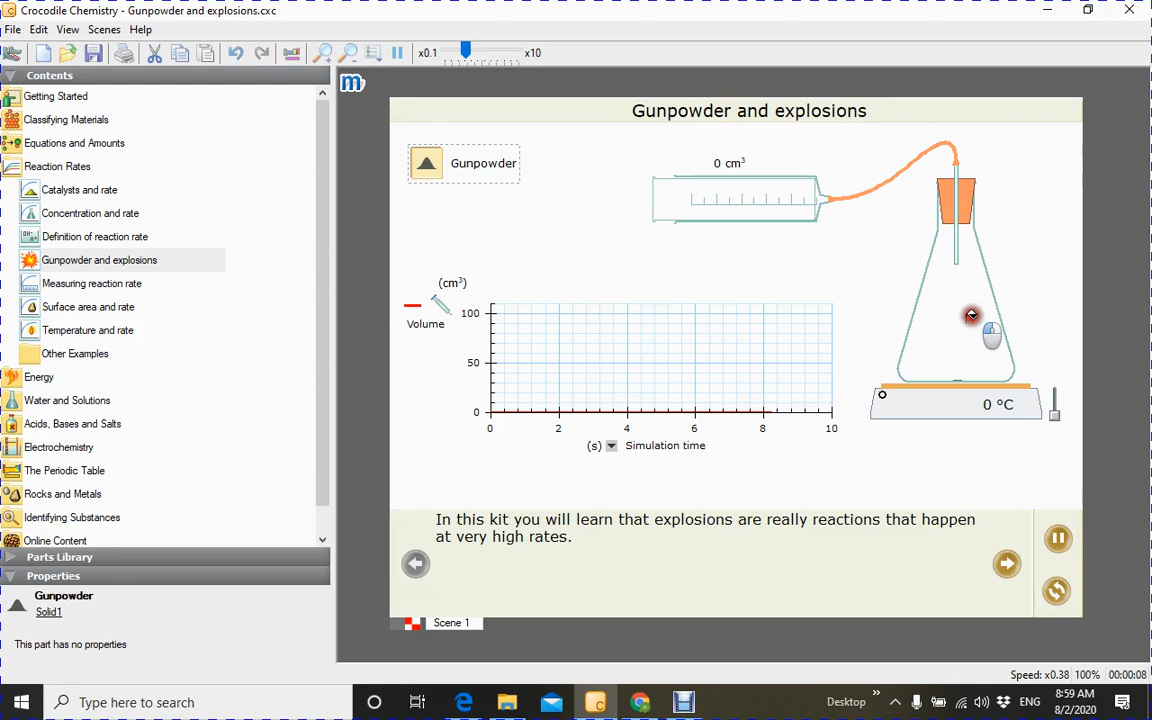 Crocodile Chemistry - Gunpowder and explosions.cxc
File Edit View Scenes Help
x0.1 x10
Contents
Getting Started
Classifying Materials
Equations and Amounts
Reaction Rates
Catalysts and rate
Concentration and rate
Definition of reaction rate
Gunpowder and explosions
Measuring reaction rate
Surface area and rate
Temperature and rate
Other Examples
Energy
Water and Solutions
Acids, Bases and Salts
Electrochemistry
The Periodic Table
Rocks and Metals
Identifying Substances
Online Content
Parts Library
Properties
Gunpowder
Solid1
This part has no properties
Gunpowder and explosions
Gunpowder
0 cm³
(cm³)
Volume
100
50
0
0 2 4 6 8 10
(s) Simulation time
0 °C
In this kit you will learn that explosions are really reactions that happen
at very high rates.
Scene 1
Speed: x0.38 100% 00:00:08
Type here to search
Desktop
ENG
8:59 AM
8/2/2020